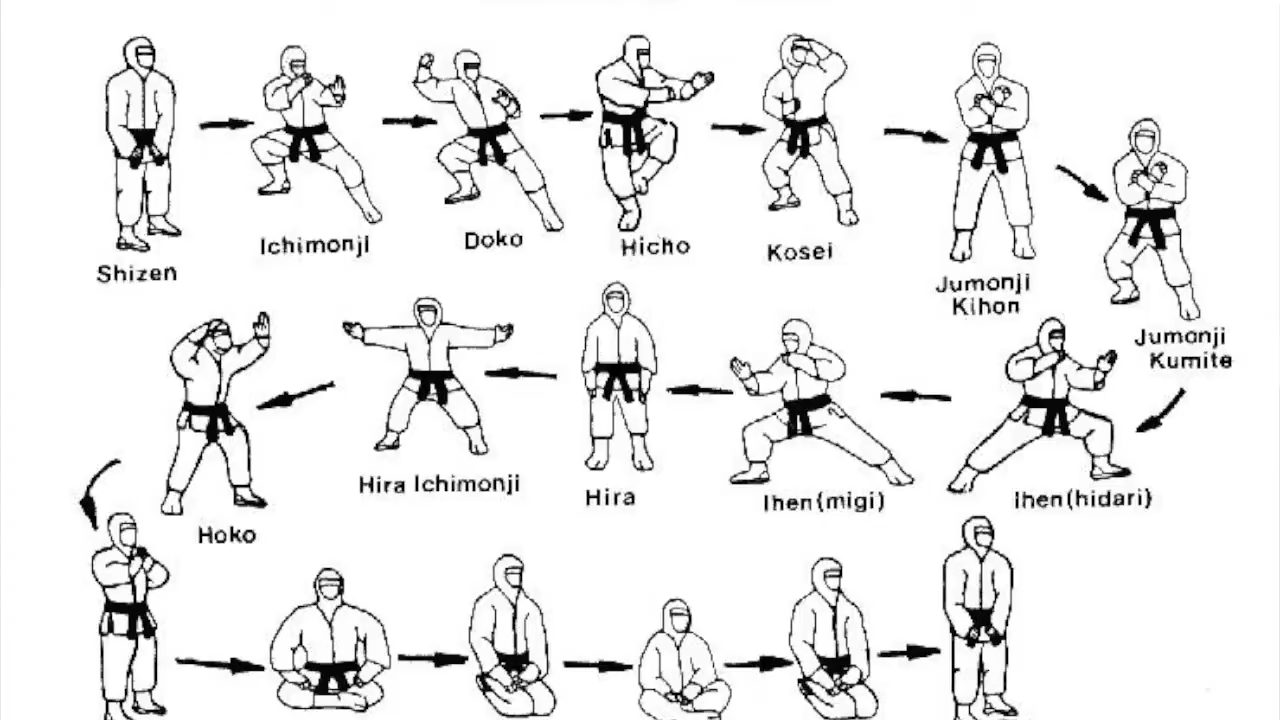 Shizen
Ichimonji
Doko
Hicho
Kosei
Jumonji
Kihon
Jumonji
Kumite
Ihen(hidari)
Ihen(migi)
Hira
Hira Ichimonji
Hoko